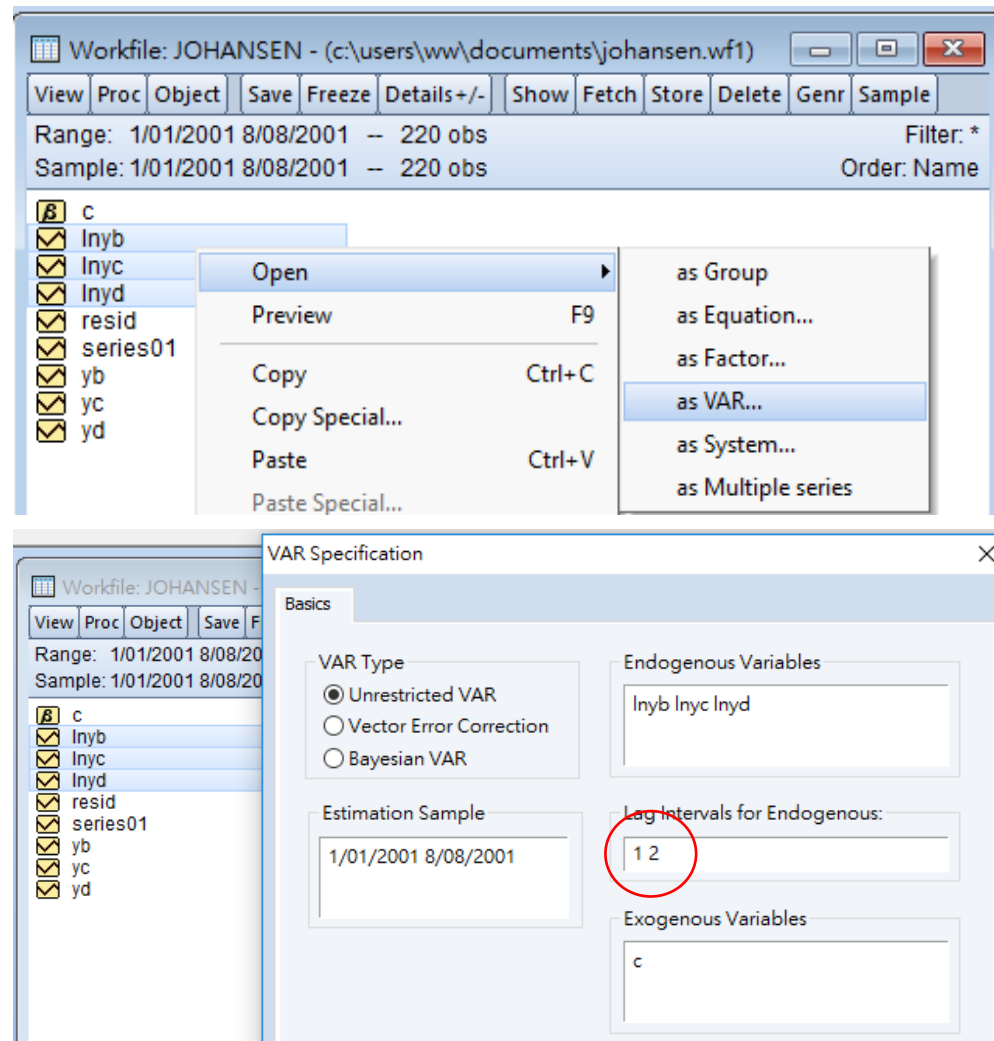 Workfile: JOHANSEN - (c:\users\ww\documents\johansen.wf1)
View Proc Object Save Freeze Details+/- Show Fetch Store Delete Genr Sample
Range: 1/01/2001 8/08/2001 -- 220 obs Filter: *
Sample: 1/01/2001 8/08/2001 -- 220 obs Order: Name
β c
lnyb
lnyc
lnyd
resid
series01
yb
yc
yd
Open
Preview F9
Copy Ctrl+C
Copy Special...
Paste Ctrl+V
Paste Special...
as Group
as Equation...
as Factor...
as VAR...
as System...
as Multiple series
Workfile: JOHANSEN -
View Proc Object Save F
Range: 1/01/2001 8/08/20
Sample: 1/01/2001 8/08/20
β c
lnyb
lnyc
lnyd
resid
series01
yb
yc
yd
VAR Specification
Basics
VAR Type
Unrestricted VAR
Vector Error Correction
Bayesian VAR
Estimation Sample
1/01/2001 8/08/2001
Endogenous Variables
lnyb lnyc lnyd
Lag Intervals for Endogenous:
1 2
Exogenous Variables
c